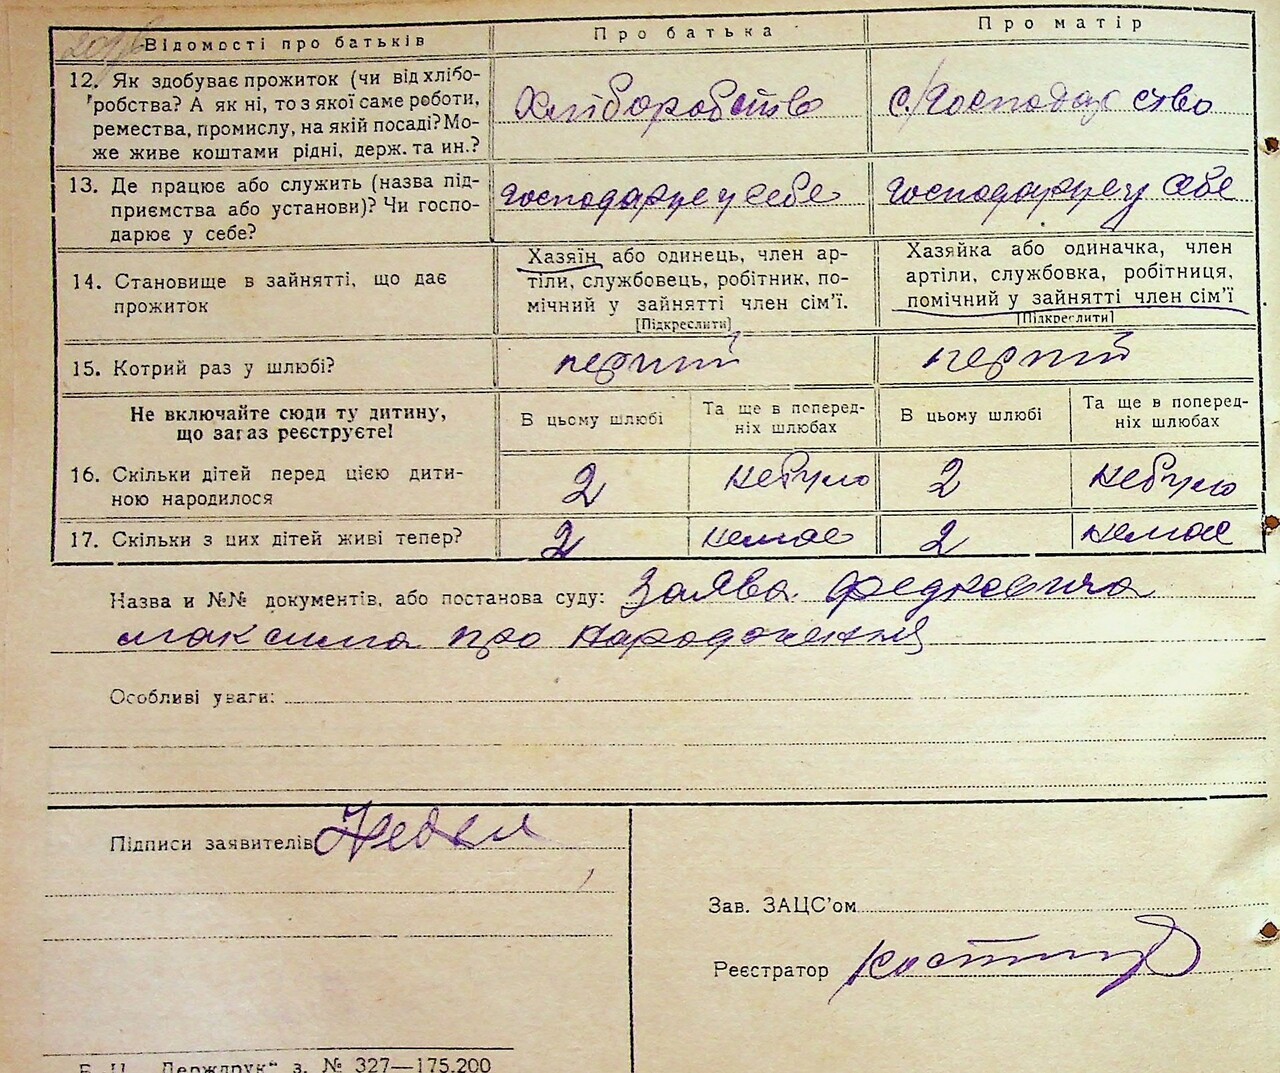 Відомості про батьків Про батька Про матір
12. Як здобуває прожиток (чи від хлібо-
робства? А як ні, то з якої саме роботи,
ремества, промислу, на якій посаді? Мо-
же живе коштами рідні, держ. та ин.?
Хліборобство с./господарство
13. Де працює або служить (назва під-
приємства або установи)? Чи госпо-
дарює у себе?
господарює у себе господарює у себе
14. Становище в зайнятті, що дає
прожиток
Хазяїн або одинець, член ар-
тіли, службовець, робітник, по-
мічний у зайнятті член сім'ї.
[Підкреслити]
Хазяйка або одиначка, член
артіли, службовка, робітниця,
помічний у зайнятті член сім'ї
[Підкреслити]
15. Котрий раз у шлюбі? перший перший
Не включайте сюди ту дитину,
що зараз реєструєте!
В цьому шлюбі
Та ще в поперед-
ніх шлюбах
В цьому шлюбі
Та ще в поперед-
ніх шлюбах
16. Скільки дітей перед цією дити-
ною народилося
2 небуло 2 небуло
17. Скільки з цих дітей живі тепер? 2 немає 2 немає
Назва и №№ документів, або постанова суду: Заява Федковича
максима про народження
Особливі уваги:
Підписи заявителів
Зав. ЗАЦС'ом
Реєстратор
"Держдрук" з. № 327—175.200